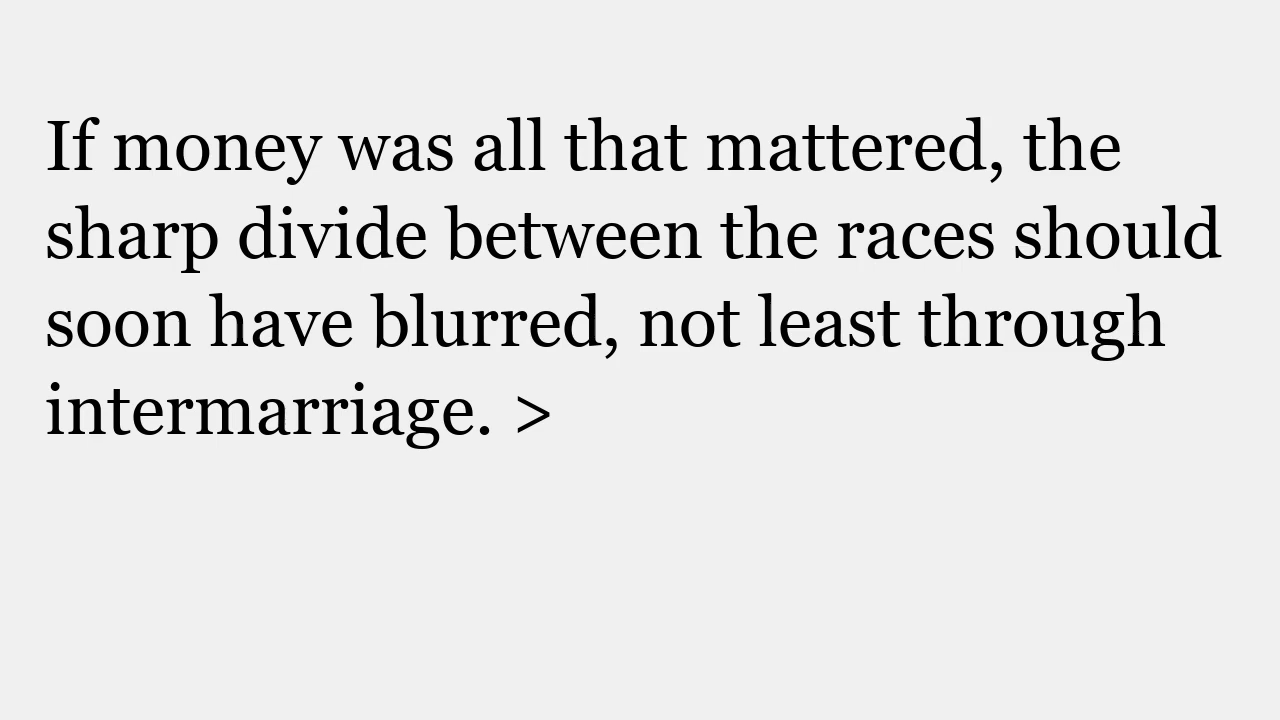 If money was all that mattered, the
sharp divide between the races should
soon have blurred, not least through
intermarriage. >